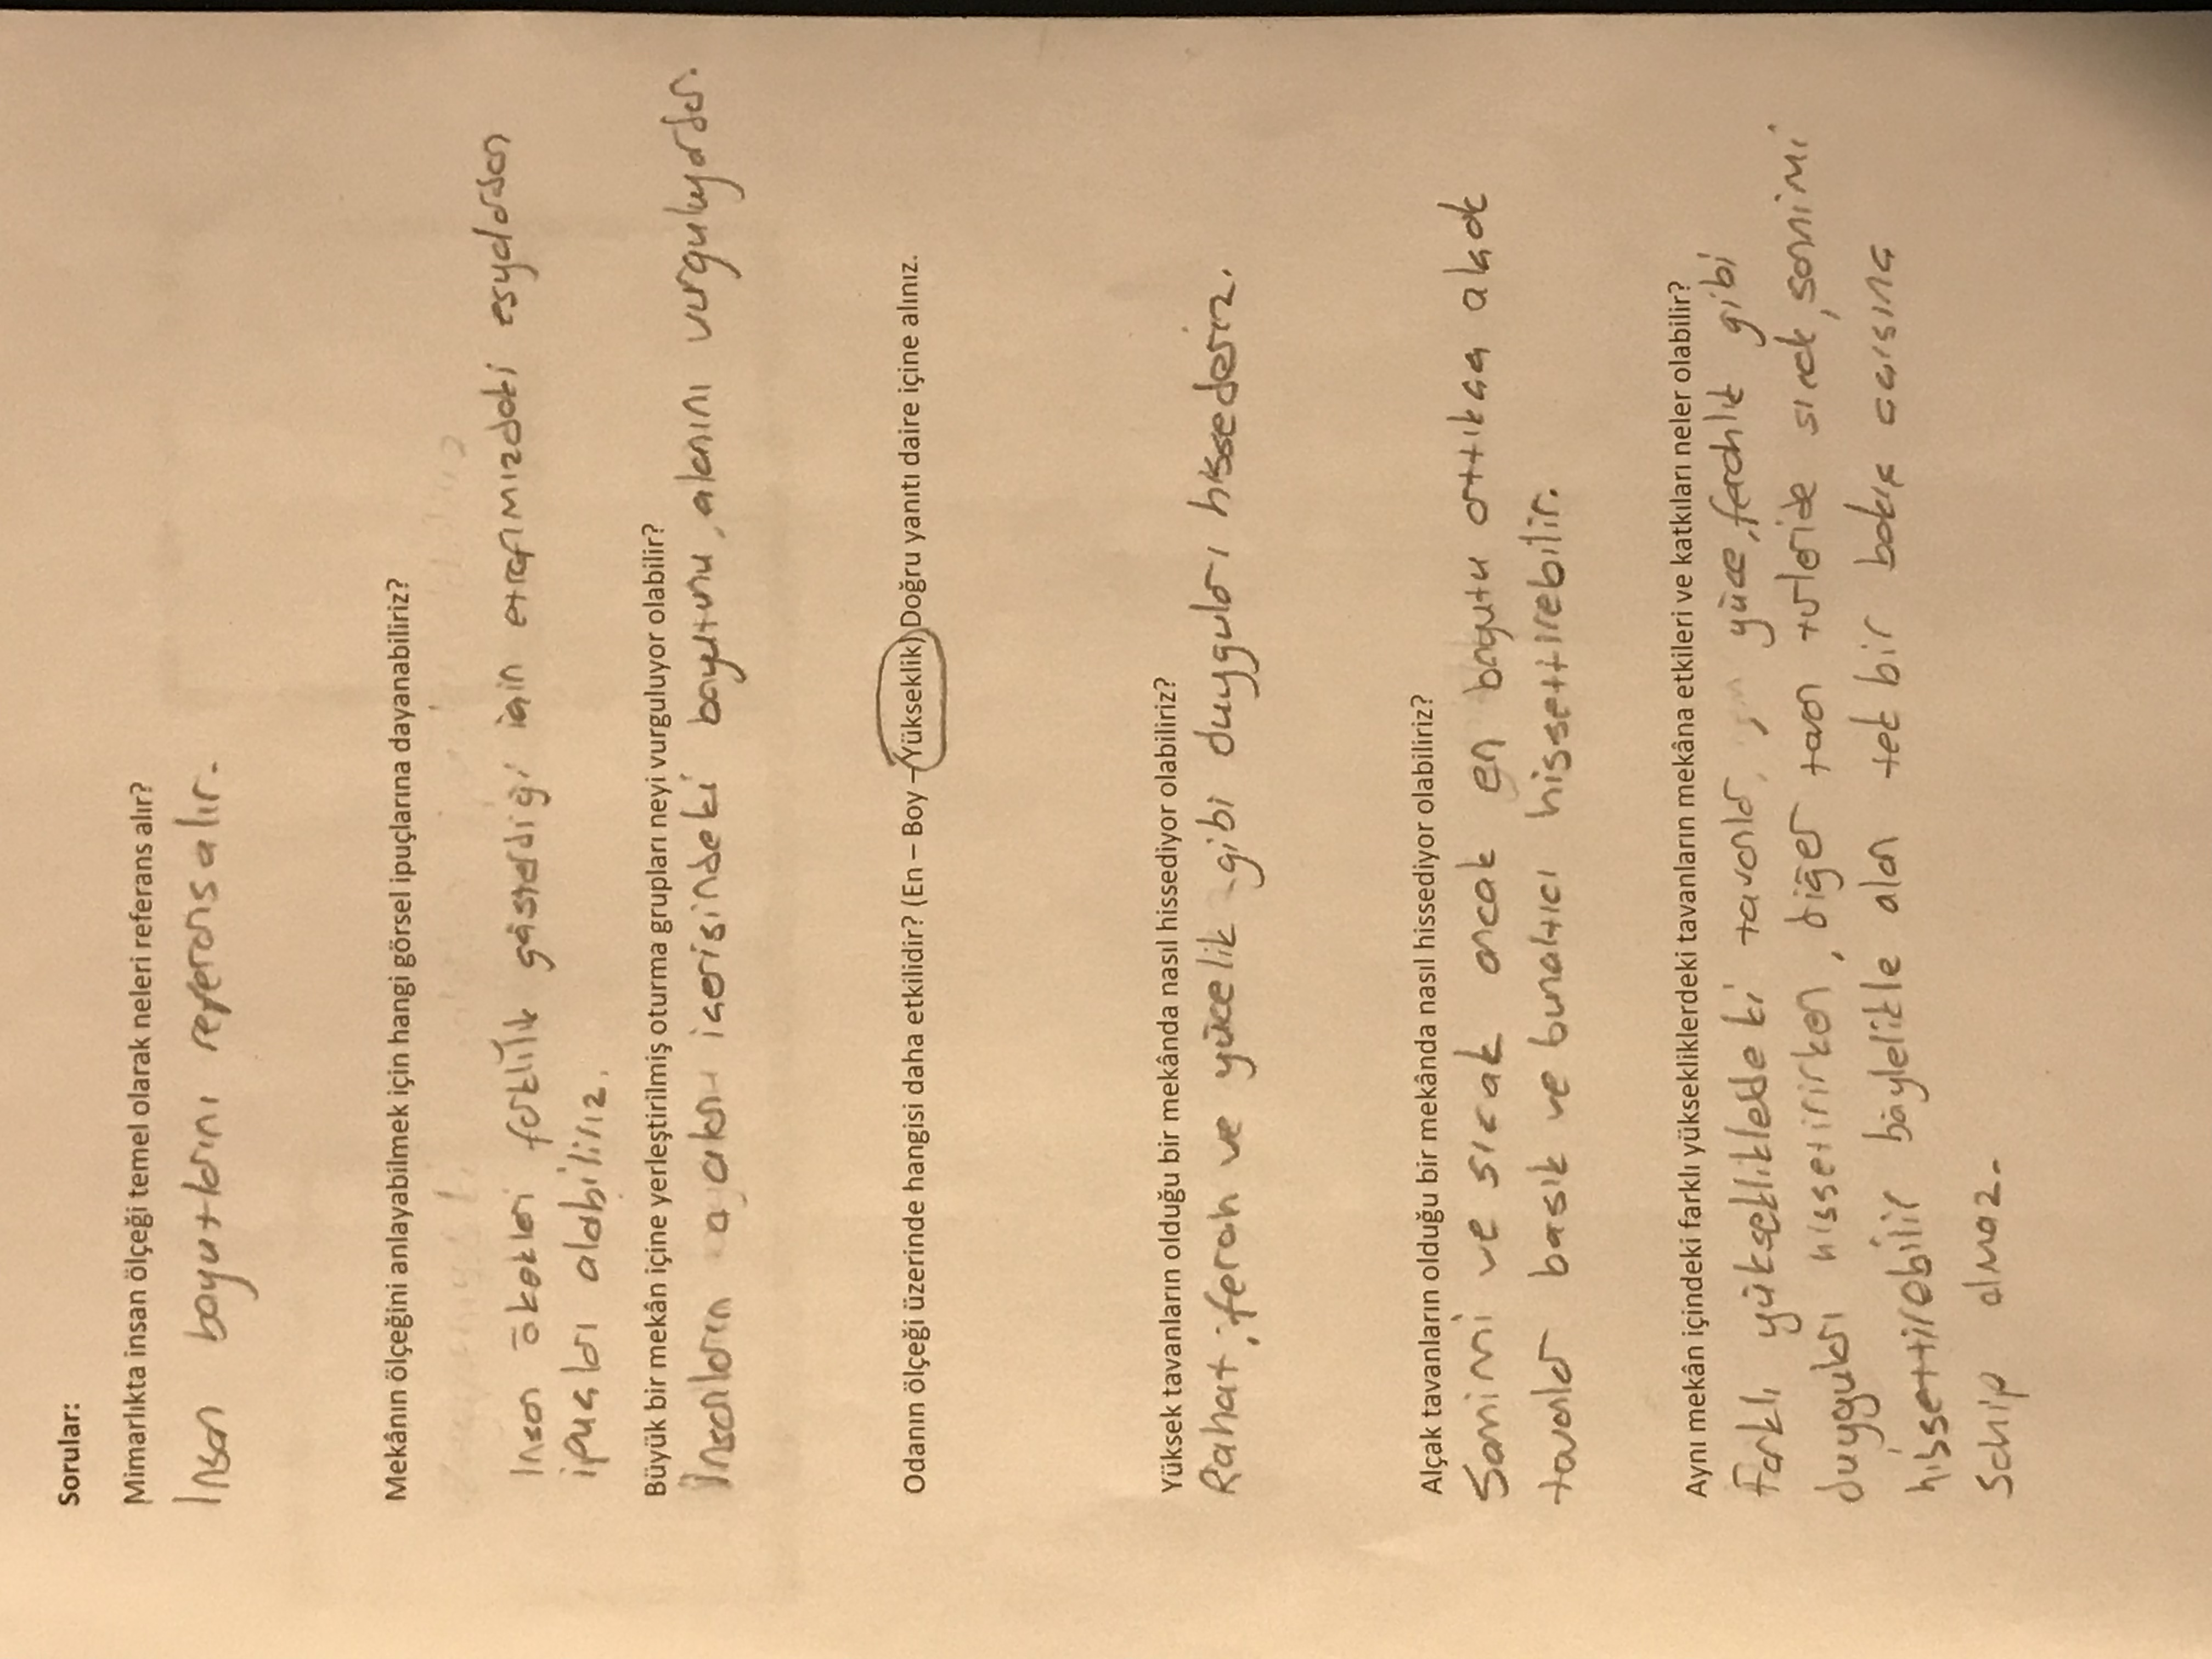 Sorular:
Mimarlıkta insan ölçeği temel olarak neleri referans alır?
İnsan boyutlarını referans alır.
Mekânın ölçeğini anlayabilmek için hangi görsel ipuçlarına dayanabiliriz?
İnsan ölçekleri farklılık gösterdiği için etrafımızdaki eşyalardan
ipuçları alabiliriz.
Büyük bir mekân içine yerleştirilmiş oturma grupları neyi vurguluyor olabilir?
İnsanların içerisindeki boyutunu, alanını vurguluyordur.
Odanın ölçeği üzerinde hangisi daha etkilidir? (En – Boy – Yükseklik) Doğru yanıtı daire içine alınız.
Yüksek tavanların olduğu bir mekânda nasıl hissediyor olabiliriz?
Rahat, ferah ve yücelik gibi duyguları hissederiz.
Alçak tavanların olduğu bir mekânda nasıl hissediyor olabiliriz?
Samimi ve sıcak ancak en boyutu arttıkça alçak
tavanlar basık ve bunaltıcı hissettirebilir.
Aynı mekân içindeki farklı yüksekliklerdeki tavanların mekâna etkileri ve katkıları neler olabilir?
Farklı yüksekliklerdeki tavanlar, yüce, ferahlık gibi
duyguları hissetirirken, diğer tavan türleride sıcak, samimi
hissettirebilir böylelikle alan tek bir bakış açısına
sahip olmaz.